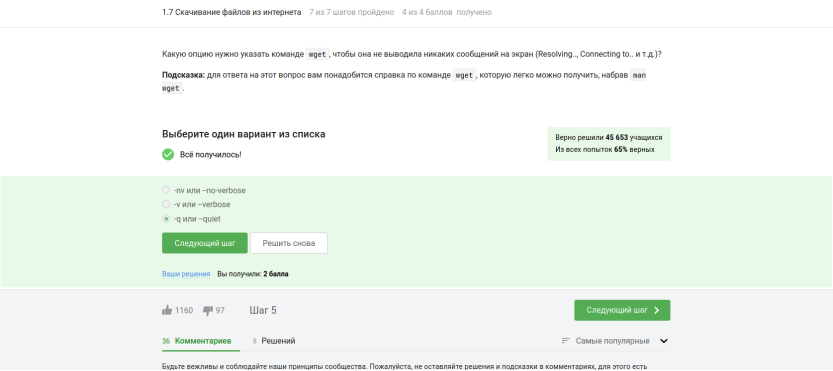 1.7 Скачивание файлов из интернета 7 из 7 шагов пройдено 4 из 4 баллов получено
Какую опцию нужно указать команде wget, чтобы она не выводила никаких сообщений на экран (Resolving.., Connecting to.. и т.д.)?
Подсказка: для ответа на этот вопрос вам понадобится справка по команде wget, которую легко можно получить, набрав man
wget.
Выберите один вариант из списка
Верно решили 45 653 учащихся
Из всех попыток 65% верных
Всё получилось!
-nv или --no-verbose
-v или --verbose
-q или --quiet
Следующий шаг Решить снова
Ваши решения Вы получили: 2 балла
1160 97 Шаг 5 Следующий шаг
36 Комментариев 8 Решений Самые популярные
Будьте вежливы и соблюдайте наши принципы сообщества. Пожалуйста, не оставляйте решения и подсказки в комментариях, для этого есть